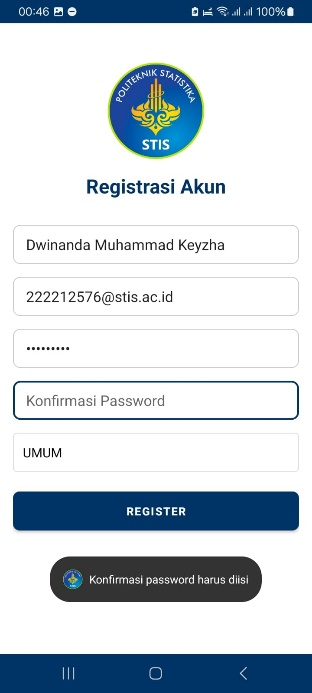 00:46
100%
POLITEKNIK STATISTIKA
STIS
Registrasi Akun
Dwinanda Muhammad Keyzha
222212576@stis.ac.id
•••••••••
Konfirmasi Password
UMUM
REGISTER
Konfirmasi password harus diisi